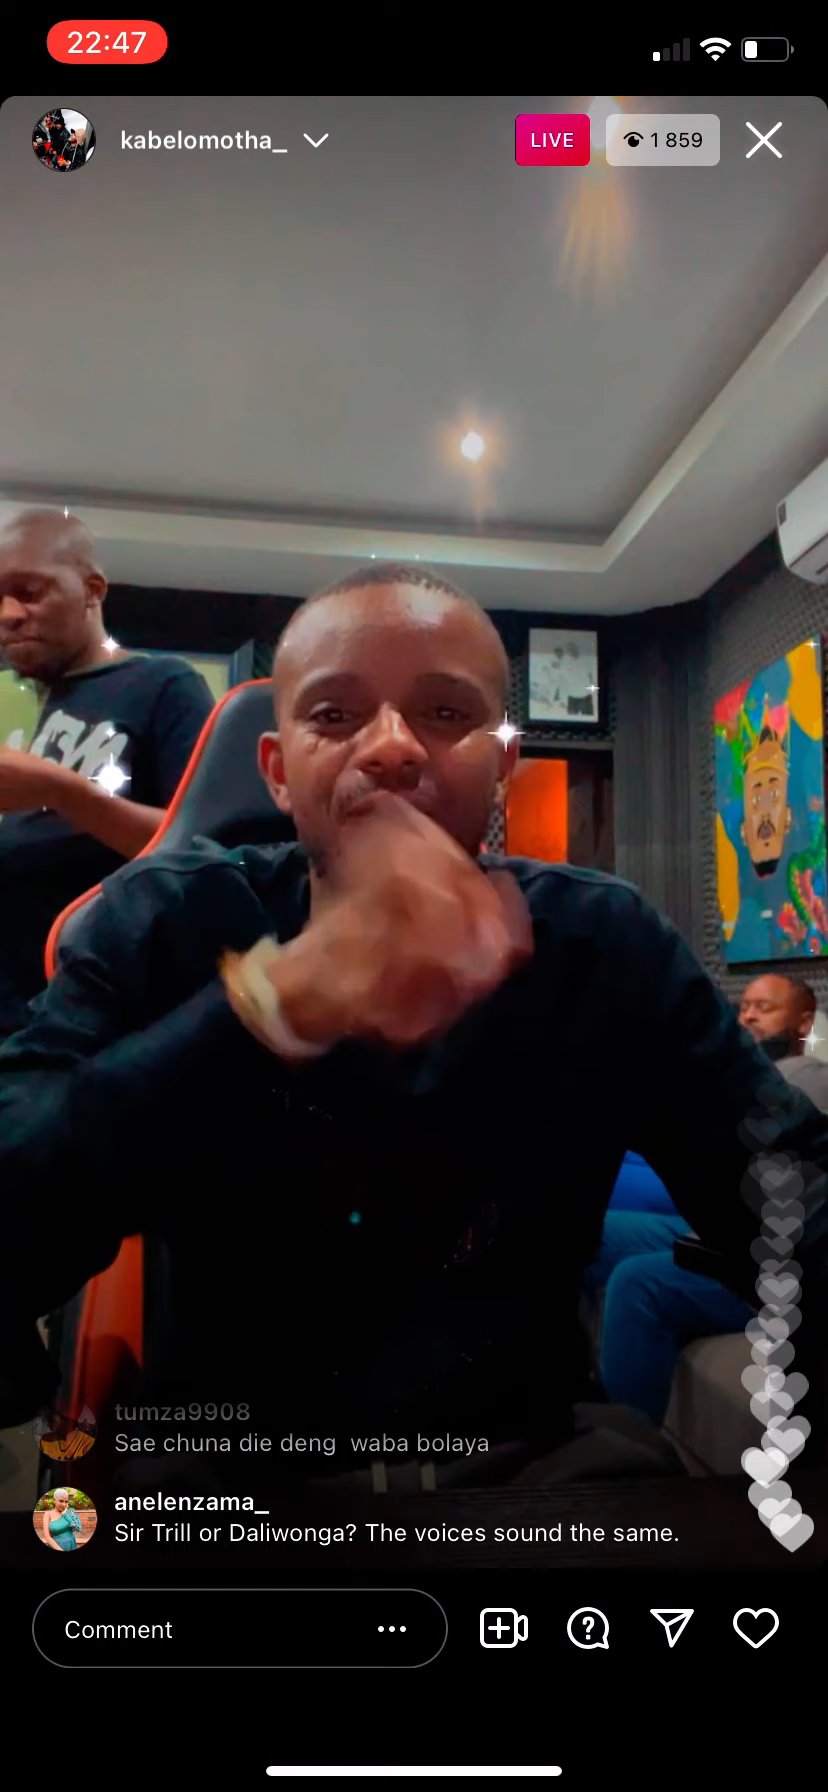 22:47
kabelomotha_
LIVE
1 859
tumza9908
Sae chuna die deng waba bolaya
anelenzama_
Sir Trill or Daliwonga? The voices sound the same.
Comment